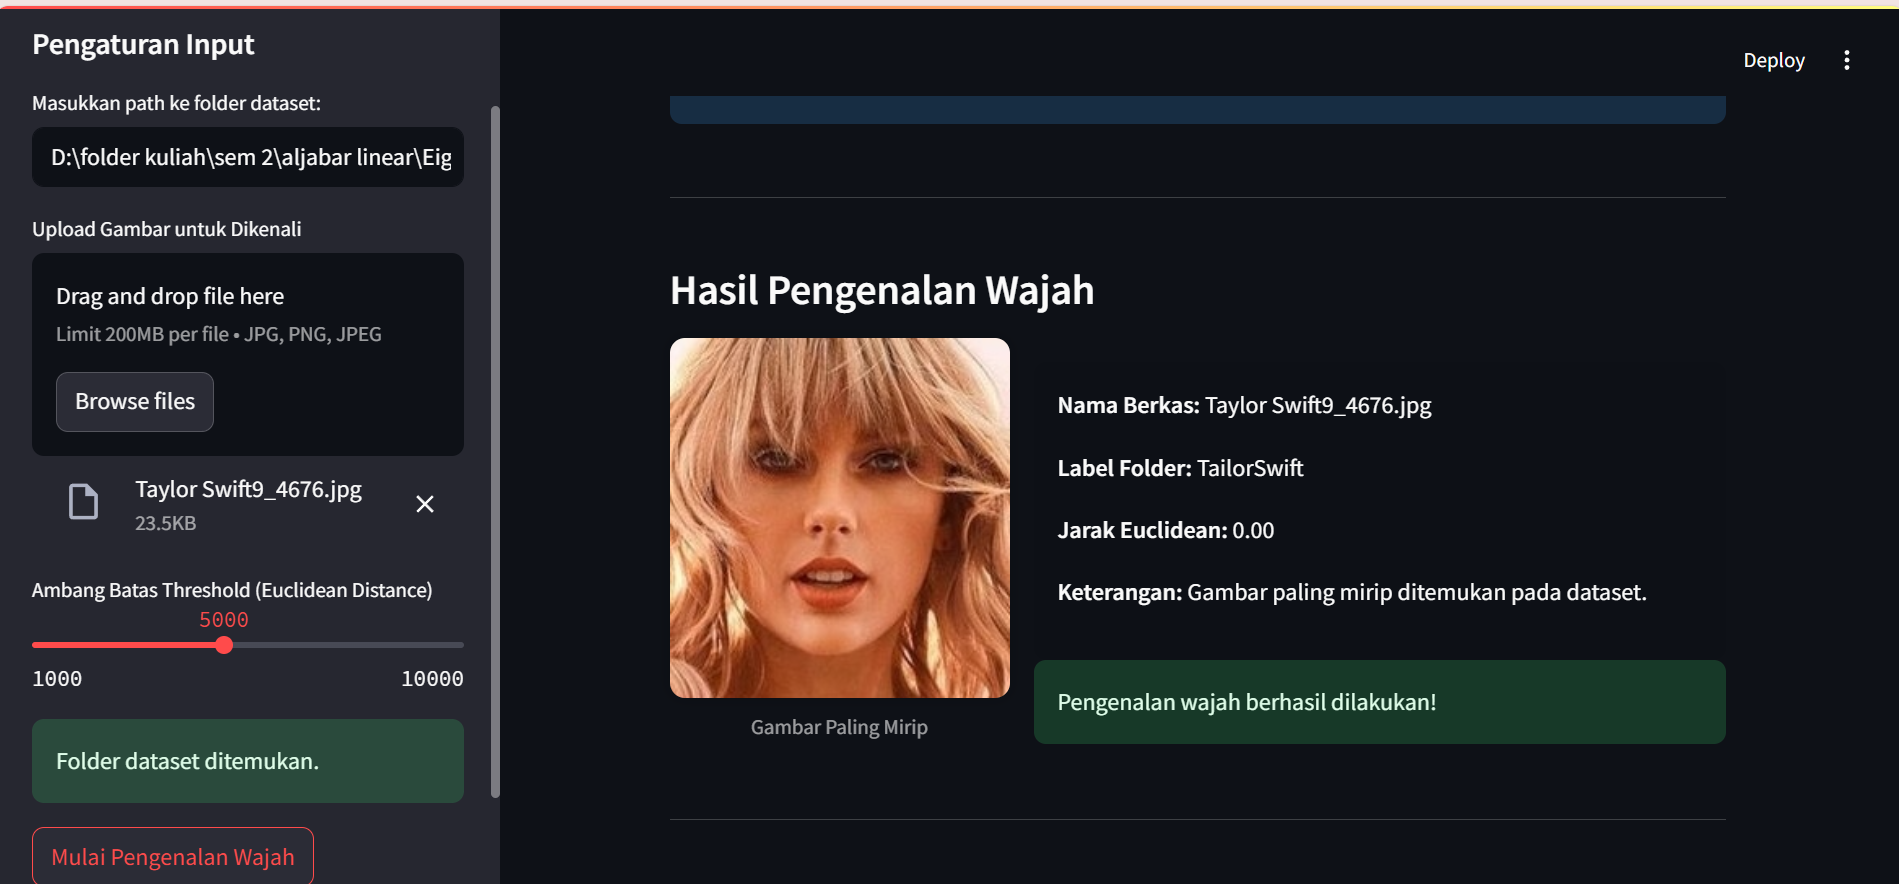 Pengaturan Input
Masukkan path ke folder dataset:
D:\folder kuliah\sem 2\aljabar linear\Eig
Upload Gambar untuk Dikenali
Drag and drop file here
Limit 200MB per file • JPG, PNG, JPEG
Browse files
Taylor Swift9_4676.jpg
23.5KB
Ambang Batas Threshold (Euclidean Distance)
5000
1000
10000
Folder dataset ditemukan.
Mulai Pengenalan Wajah
Deploy
Hasil Pengenalan Wajah
Gambar Paling Mirip
Nama Berkas: Taylor Swift9_4676.jpg
Label Folder: TailorSwift
Jarak Euclidean: 0.00
Keterangan: Gambar paling mirip ditemukan pada dataset.
Pengenalan wajah berhasil dilakukan!